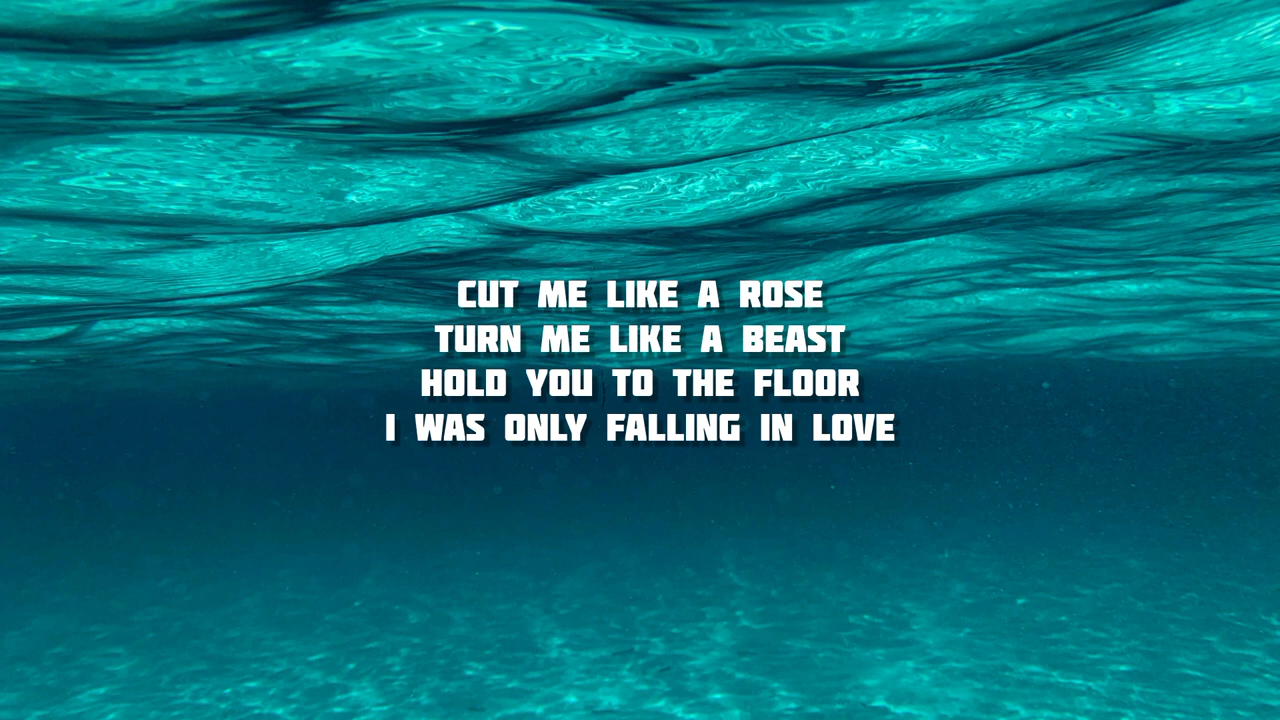 CUT ME LIKE A ROSE
TURN ME LIKE A BEAST
HOLD YOU TO THE FLOOR
I WAS ONLY FALLING IN LOVE